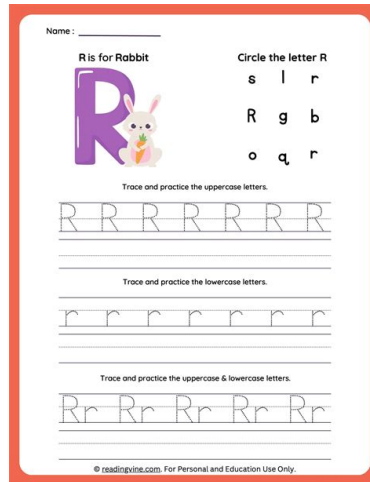 Name : ____________
R is for Rabbit
R
Circle the letter R
s l r
R g b
o q r
Trace and practice the uppercase letters.
R R R R R R R
Trace and practice the lowercase letters.
r r r r r r r
Trace and practice the uppercase & lowercase letters.
Rr Rr Rr Rr Rr
© readingvine.com. For Personal and Education Use Only.